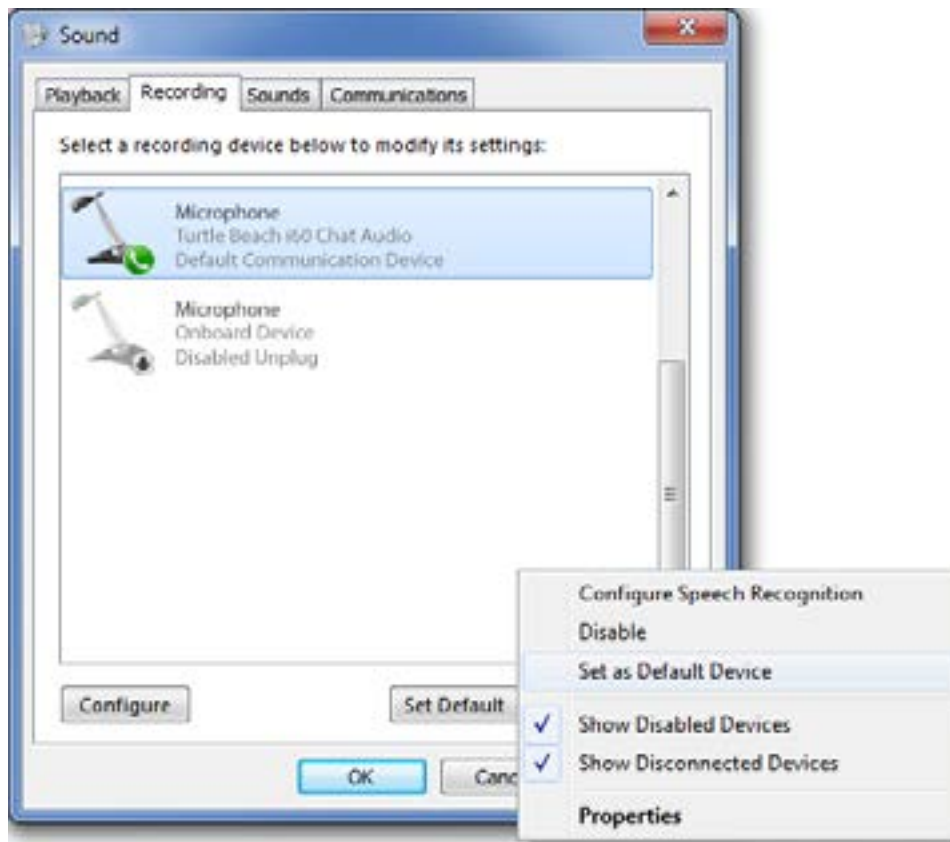 Sound
Playback Recording Sounds Communications
Select a recording device below to modify its settings:
Microphone
Turtle Beach i60 Chat Audio
Default Communication Device
Microphone
Onboard Device
Disabled Unplug
Configure Speech Recognition
Disable
Set as Default Device
Configure Set Default
Show Disabled Devices
Show Disconnected Devices
OK Canc
Properties